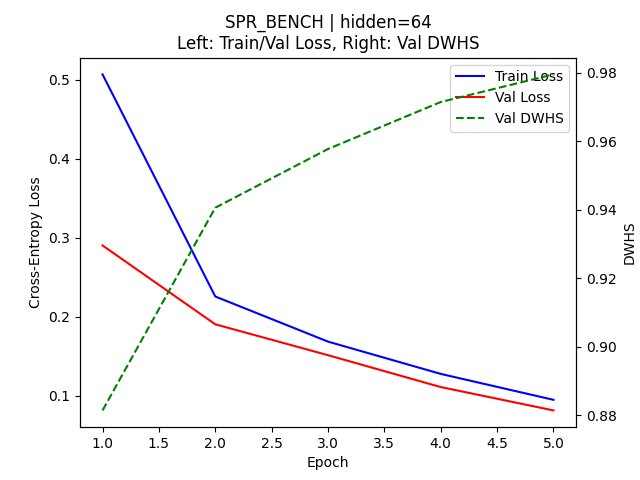 SPR_BENCH | hidden=64
Left: Train/Val Loss, Right: Val DWHS
Train Loss
Val Loss
Val DWHS
Cross-Entropy Loss
0.5
0.4
0.3
0.2
0.1
0.98
0.96
0.94
0.92
0.90
0.88
DWHS
1.0 1.5 2.0 2.5 3.0 3.5 4.0 4.5 5.0
Epoch